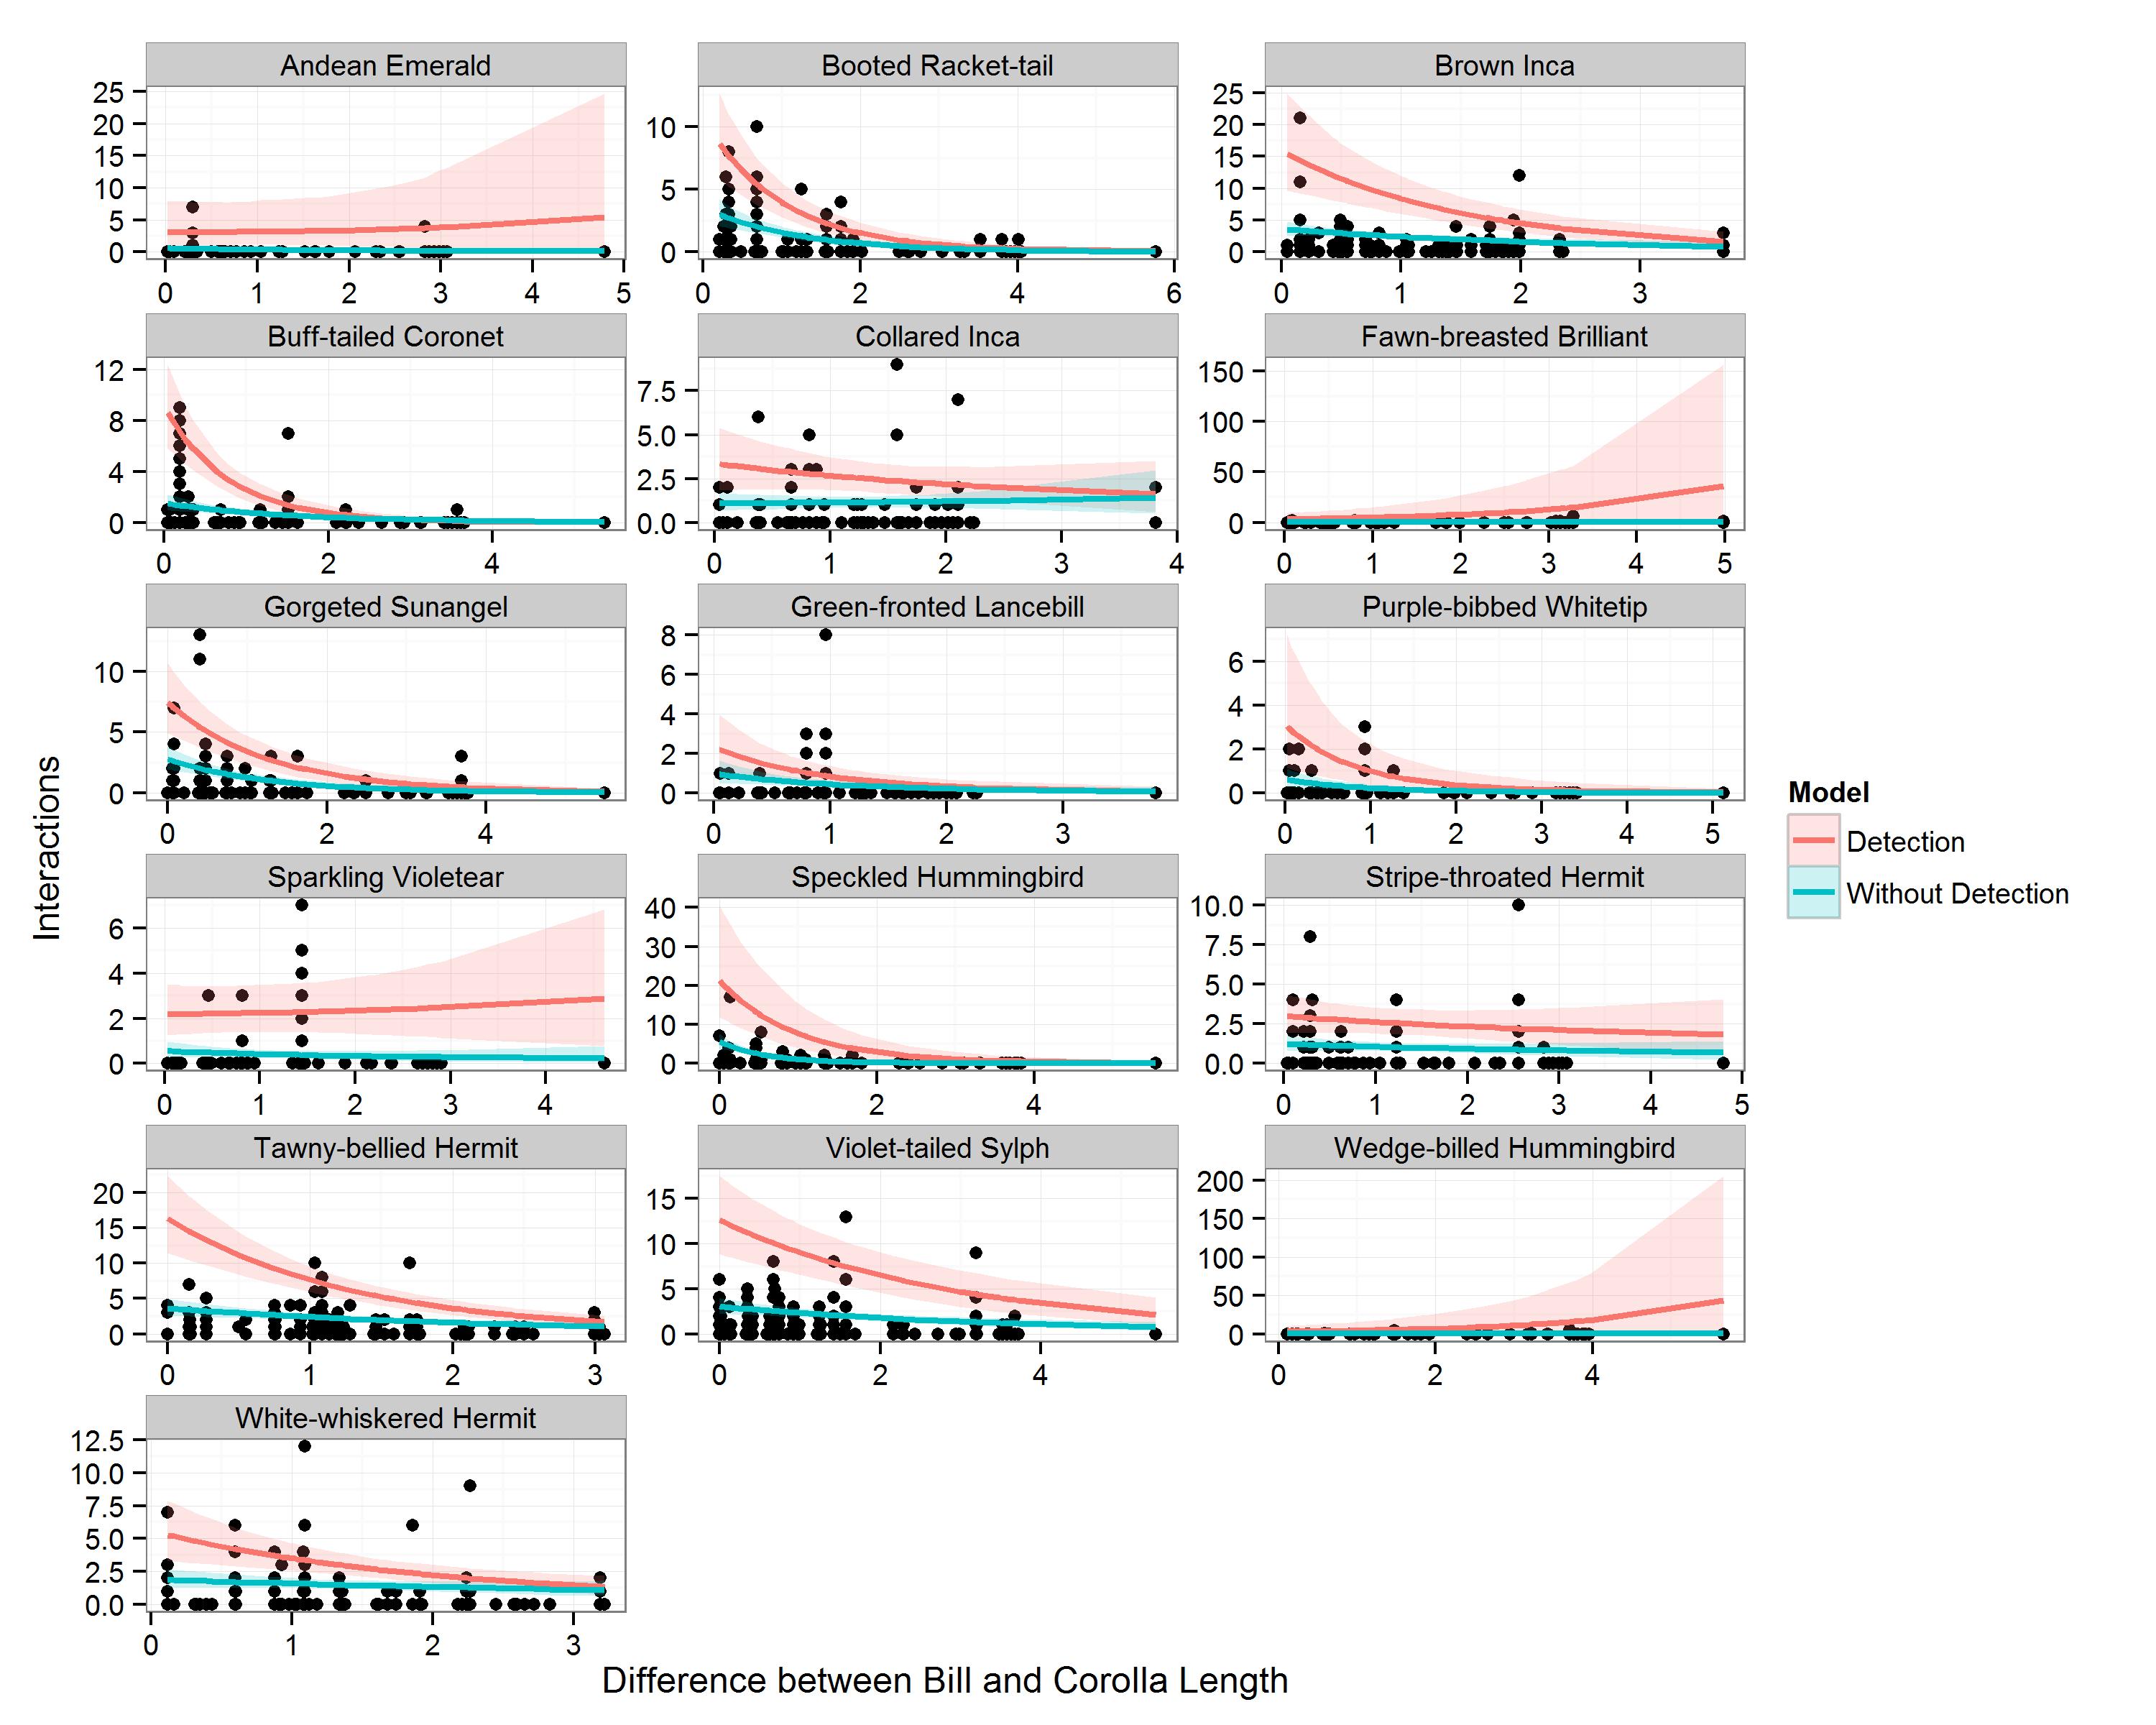 Andean Emerald
Booted Racket-tail
Brown Inca
25
20
15
10
5
0
10
5
0
25
20
15
10
5
0
0 1 2 3 4 5
0 2 4 6
0 1 2 3
Buff-tailed Coronet
Collared Inca
Fawn-breasted Brilliant
12
8
4
0
7.5
5.0
2.5
0.0
150
100
50
0
0 2 4
0 1 2 3 4
0 1 2 3 4 5
Gorgeted Sunangel
Green-fronted Lancebill
Purple-bibbed Whitetip
10
5
0
8
6
4
2
0
6
4
2
0
0 2 4
0 1 2 3
0 1 2 3 4 5
Interactions
Sparkling Violetear
Speckled Hummingbird
Stripe-throated Hermit
6
4
2
0
40
30
20
10
0
10.0
7.5
5.0
2.5
0.0
0 1 2 3 4
0 2 4
0 1 2 3 4 5
Model
Detection
Without Detection
Tawny-bellied Hermit
Violet-tailed Sylph
Wedge-billed Hummingbird
20
15
10
5
0
15
10
5
0
200
150
100
50
0
0 1 2 3
0 2 4
0 2 4
White-whiskered Hermit
12.5
10.0
7.5
5.0
2.5
0.0
0 1 2 3
Difference between Bill and Corolla Length